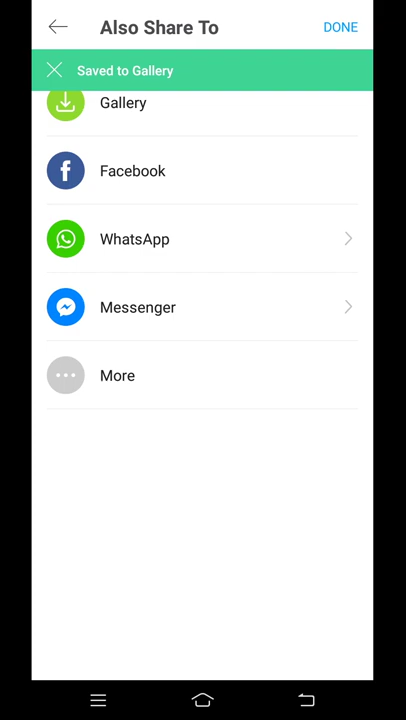 Also Share To
DONE
Saved to Gallery
Gallery
Facebook
WhatsApp
Messenger
More